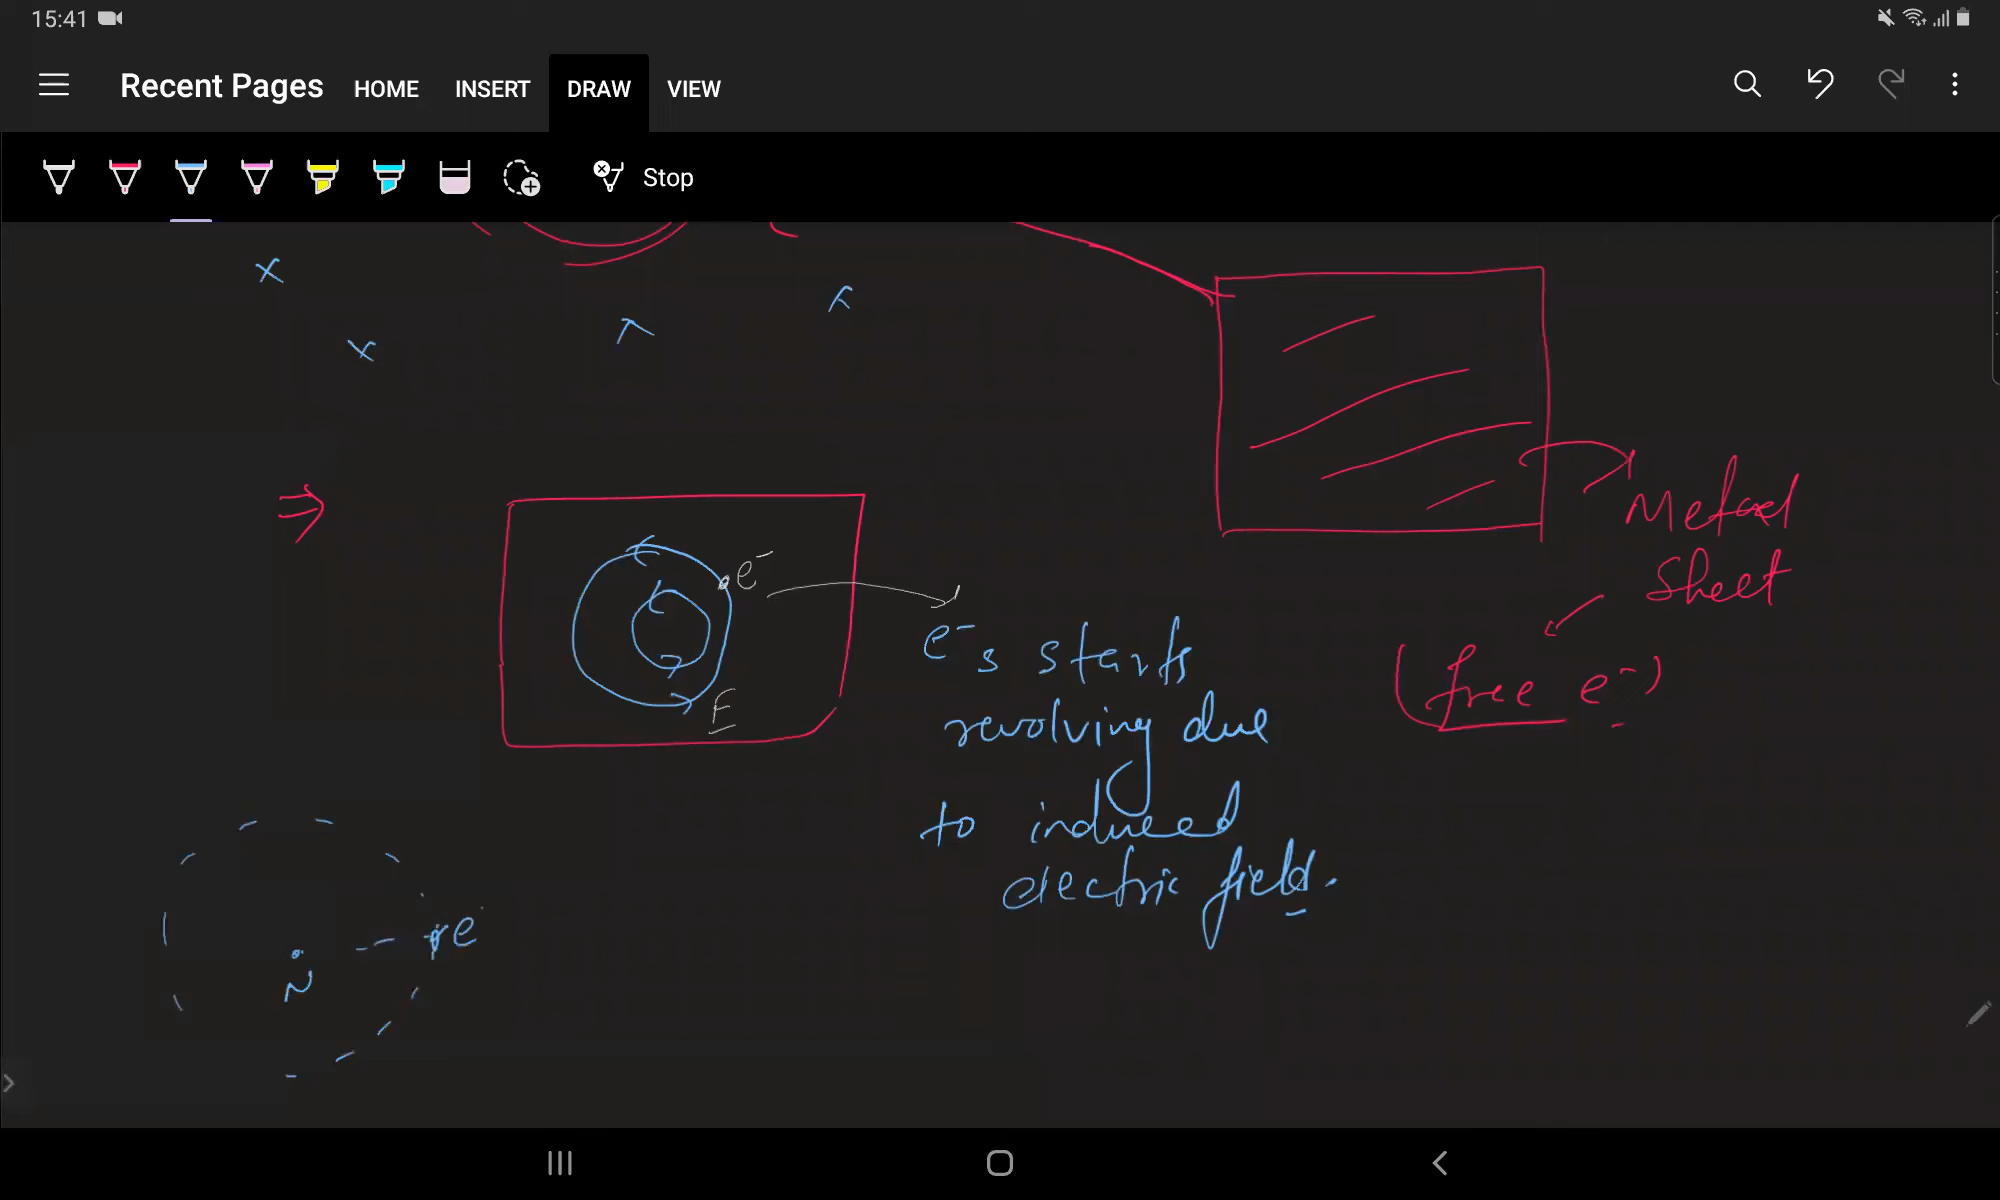 15:41
Recent Pages HOME INSERT DRAW VIEW
Stop
x
x
Metal
Sheet
(free e-)
e-
E
e-s starts
revolving due
to induced
electric field.
e
N